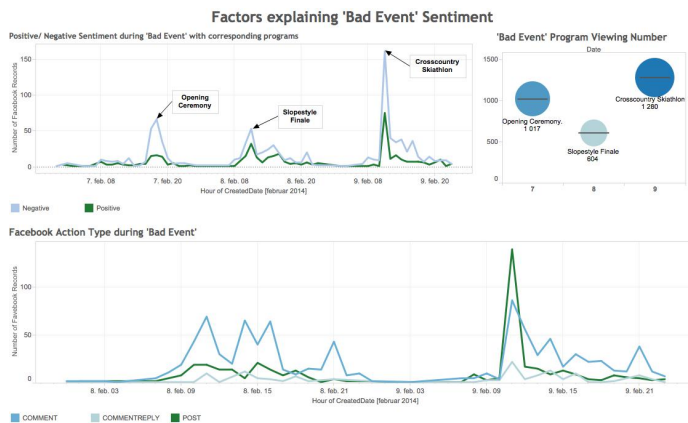 Factors explaining 'Bad Event' Sentiment
Positive/ Negative Sentiment during 'Bad Event' with corresponding programs
Number of Facebook Records
150
100
50
0
Opening
Ceremony
Slopestyle
Finale
Crosscountry
Skiathlon
7. feb. 08
7. feb. 20
8. feb. 08
8. feb. 20
9. feb. 08
9. feb. 20
Hour of CreatedDate [februar 2014]
Negative
Positive
'Bad Event' Program Viewing Number
Date
1500
1000
500
0
Opening Ceremony.
1 017
Slopestyle Finale
604
Crosscountry Skiathlon
1 280
7
8
9
Facebook Action Type during 'Bad Event'
Number of Facebook Records
100
50
0
8. feb. 03
8. feb. 09
8. feb. 15
8. feb. 21
9. feb. 03
9. feb. 09
9. feb. 15
9. feb. 21
Hour of CreatedDate [februar 2014]
COMMENT
COMMENTREPLY
POST